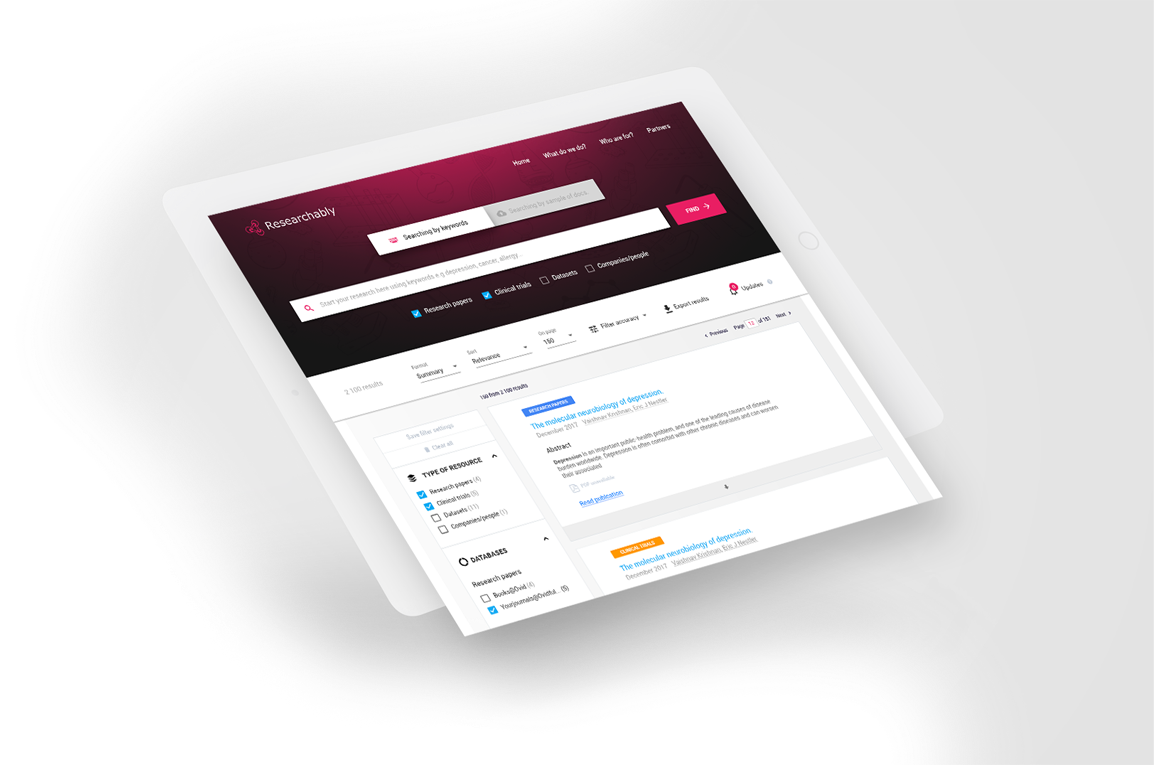 Home What do we do? Who are for? Partners
Researchably
Searching by keywords Searching by sample of docs
Start your research here using keywords e.g depression, cancer, allergy... FIND
Research papers Clinical trials Datasets Companies/people
2 100 results
Format
Summary
Sort
Relevance
On page
150
Filter accuracy
Export results
Updates
150 from 2 100 results
Previous Page 12 of 151 Next
Save filter settings
Clear all
TYPE OF RESOURCE
Research papers (4)
Clinical trials (5)
Datasets (11)
Companies/people (1)
DATABASES
Research papers
Books@Ovid (4)
Yourjournals@Ovidful... (5)
RESEARCH PAPERS
The molecular neurobiology of depression.
December 2017 Vaishnav Krishnan, Eric J Nestler
Abstract
Depression is an important public-health problem, and one of the leading causes of disease
burden worldwide. Depression is often comorbid with other chronic diseases and can worsen
their associated
PDF unavailable
Read publication
CLINICAL TRIALS
The molecular neurobiology of depression.
December 2017 Vaishnav Krishnan, Eric J Nestler